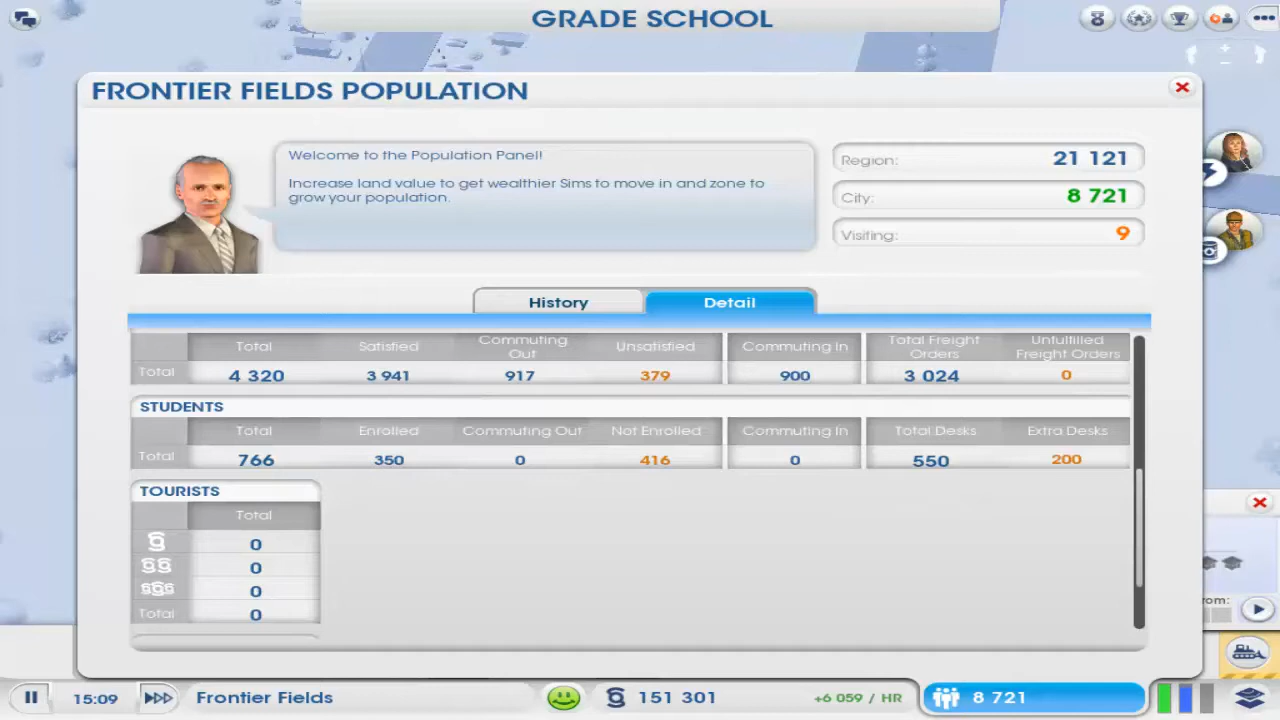 GRADE SCHOOL
FRONTIER FIELDS POPULATION
Welcome to the Population Panel!
Increase land value to get wealthier Sims to move in and zone to
grow your population.
Region: 21 121
City: 8 721
Visiting: 9
History Detail
Total Satisfied Commuting Out Unsatisfied Commuting In Total Freight Orders Unfulfilled Freight Orders
Total 4 320 3 941 917 379 900 3 024 0
STUDENTS
Total Enrolled Commuting Out Not Enrolled Commuting In Total Desks Extra Desks
Total 766 350 0 416 0 550 200
TOURISTS
Total
0
0
0
Total 0
rom:
15:09 Frontier Fields 151 301 +6 059 / HR 8 721